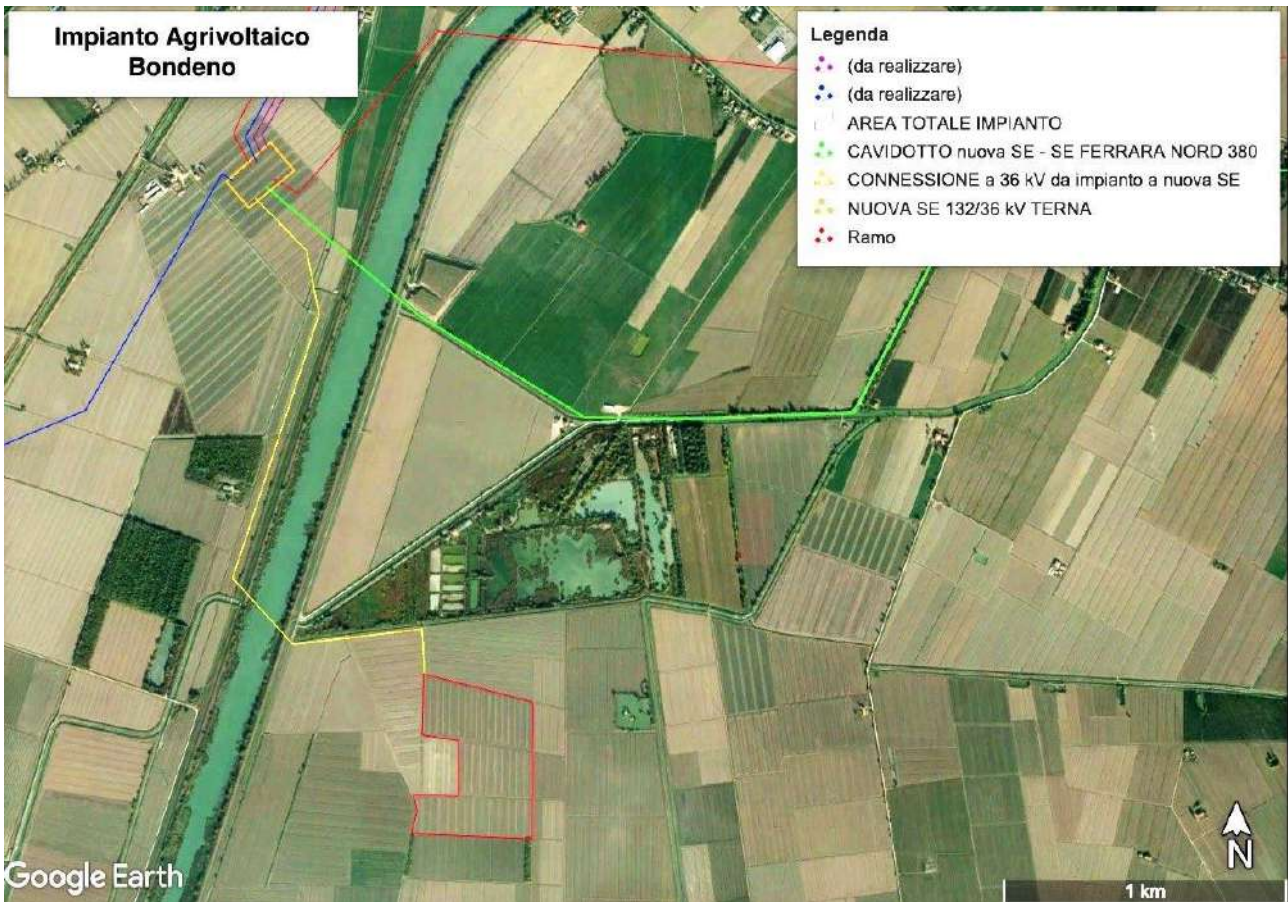 Impianto Agrivoltaico
Bondeno
Legenda
(da realizzare)
(da realizzare)
AREA TOTALE IMPIANTO
CAVIDOTTO nuova SE - SE FERRARA NORD 380
CONNESSIONE a 36 kV da impianto a nuova SE
NUOVA SE 132/36 kV TERNA
Ramo
N
Google Earth
1 km